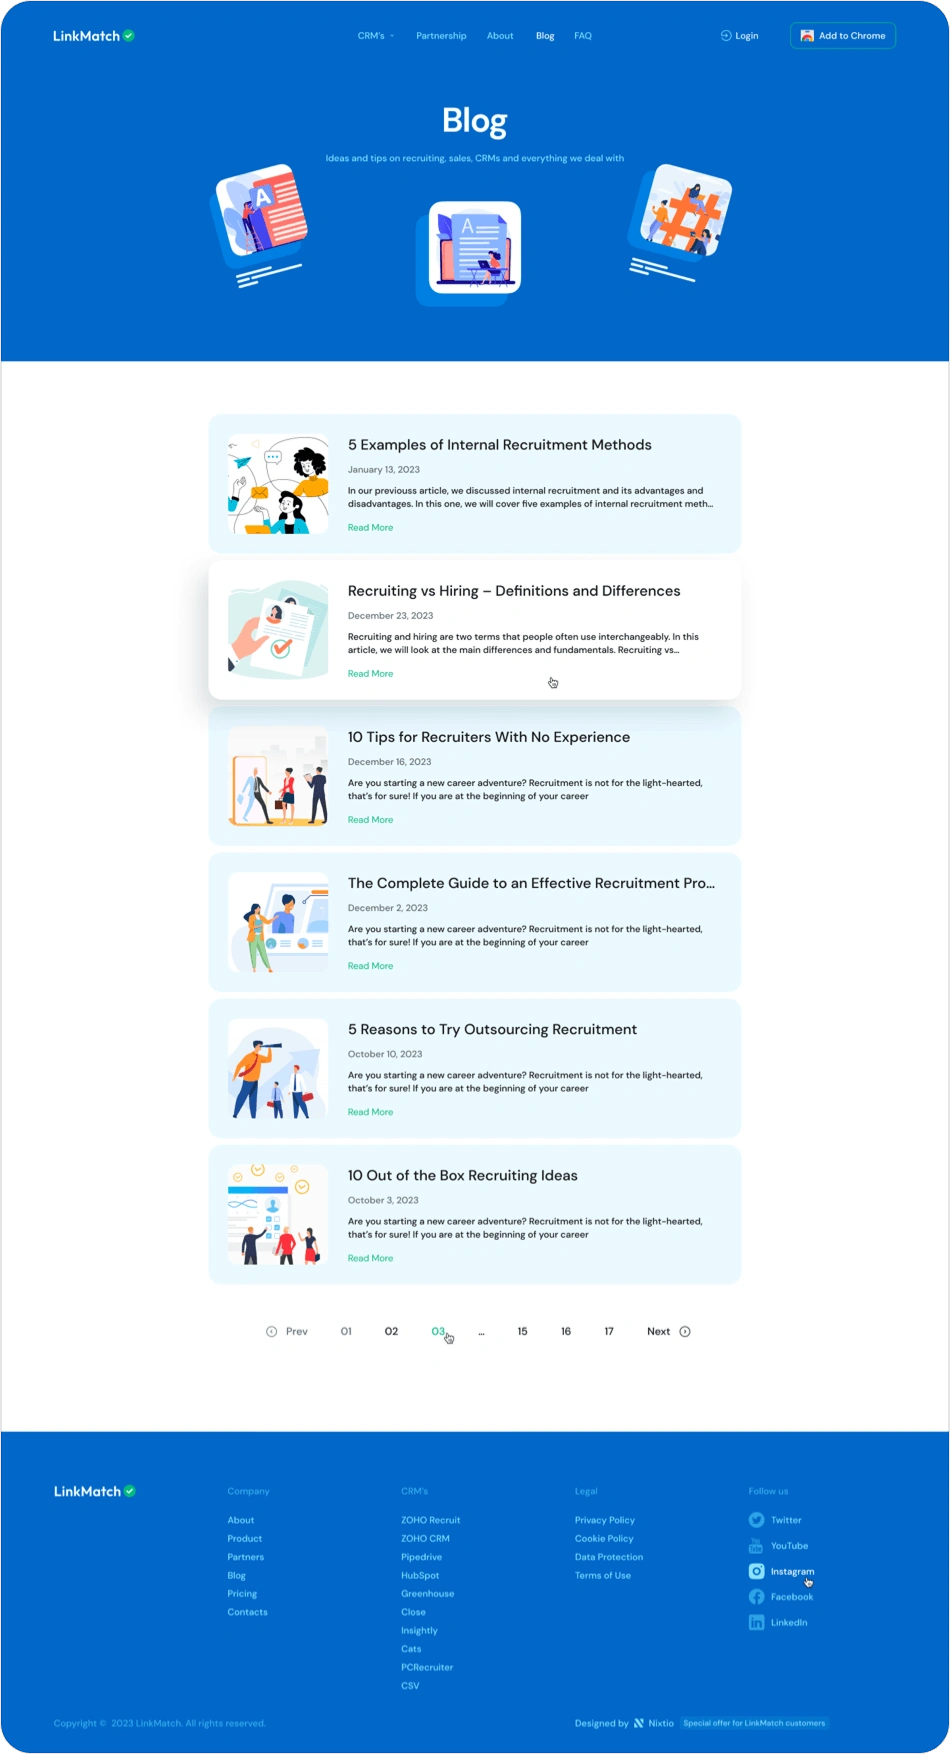 LinkMatch
CRM's Partnership About Blog FAQ
Login
Add to Chrome
Blog
Ideas and tips on recruiting, sales, CRMs and everything we deal with
A
A
5 Examples of Internal Recruitment Methods
January 13, 2023
In our previouss article, we discussed internal recruitment and its advantages and
disadvantages. In this one, we will cover five examples of internal recruitment meth...
Read More
Recruiting vs Hiring – Definitions and Differences
December 23, 2023
Recruiting and hiring are two terms that people often use interchangeably. In this
article, we will look at the main differences and fundamentals. Recruiting vs...
Read More
10 Tips for Recruiters With No Experience
December 16, 2023
Are you starting a new career adventure? Recruitment is not for the light-hearted,
that's for sure! If you are at the beginning of your career
Read More
The Complete Guide to an Effective Recruitment Pro...
December 2, 2023
Are you starting a new career adventure? Recruitment is not for the light-hearted,
that's for sure! If you are at the beginning of your career
Read More
5 Reasons to Try Outsourcing Recruitment
October 10, 2023
Are you starting a new career adventure? Recruitment is not for the light-hearted,
that's for sure! If you are at the beginning of your career
Read More
10 Out of the Box Recruiting Ideas
October 3, 2023
Are you starting a new career adventure? Recruitment is not for the light-hearted,
that's for sure! If you are at the beginning of your career
Read More
Prev 01 02 03 ... 15 16 17 Next
LinkMatch
Company
About
Product
Partners
Blog
Pricing
Contacts
CRM's
ZOHO Recruit
ZOHO CRM
Pipedrive
HubSpot
Greenhouse
Close
Insightly
Cats
PCRecruiter
CSV
Legal
Privacy Policy
Cookie Policy
Data Protection
Terms of Use
Follow us
Twitter
YouTube
Instagram
Facebook
LinkedIn
Copyright © 2023 LinkMatch. All rights reserved.
Designed by Nixtio Special offer for LinkMatch customers